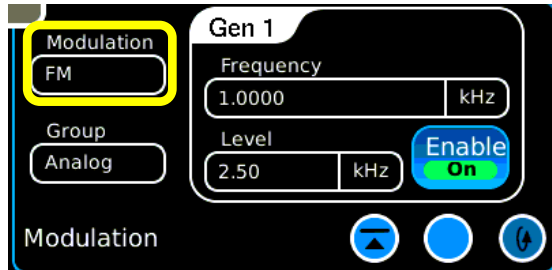 Modulation
FM
Group
Analog
Gen 1
Frequency
1.0000 kHz
Level
2.50 kHz
Enable
On
Modulation